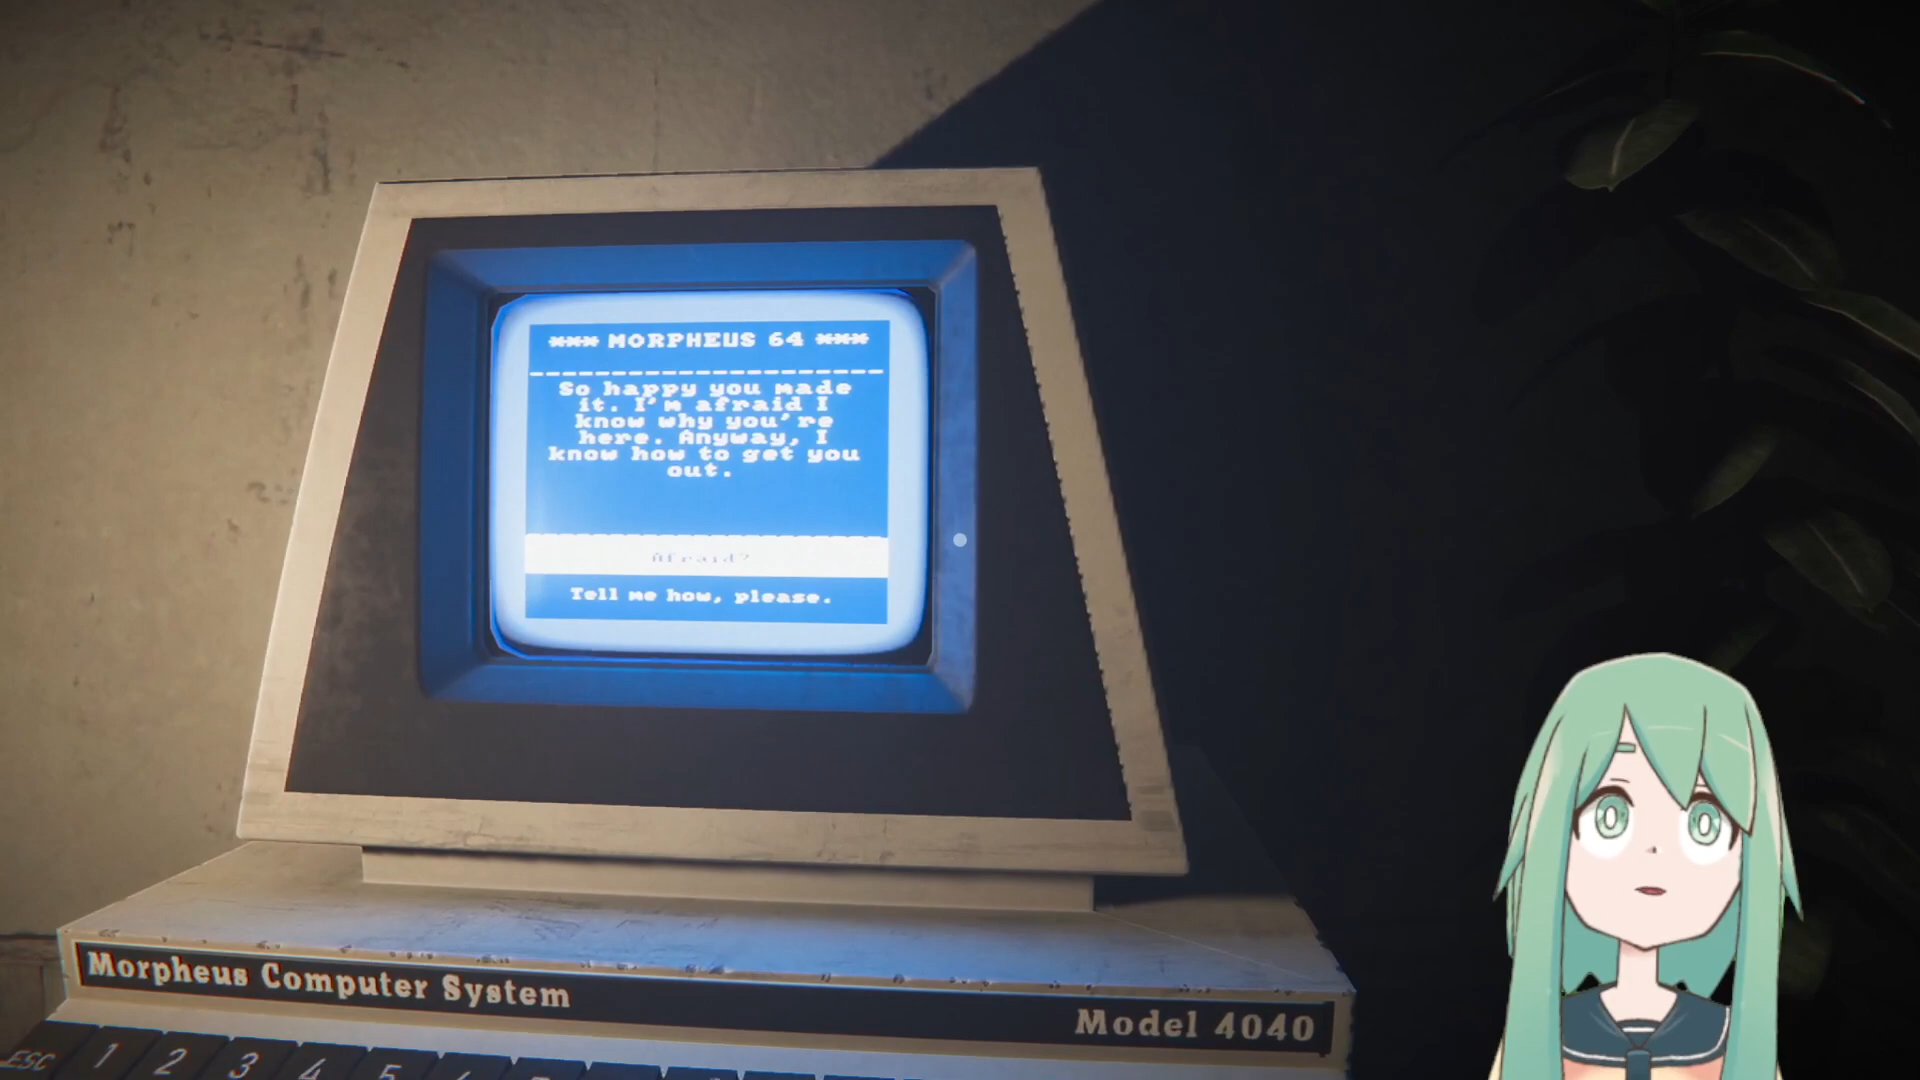 *** MORPHEUS 64 ***
So happy you made
it. I'm afraid I
know why you're
here. Anyway, I
know how to get you
out.
Afraid?
Tell me how, please.
Morpheus Computer System
Model 4040
ESC 1 2 3 4 5